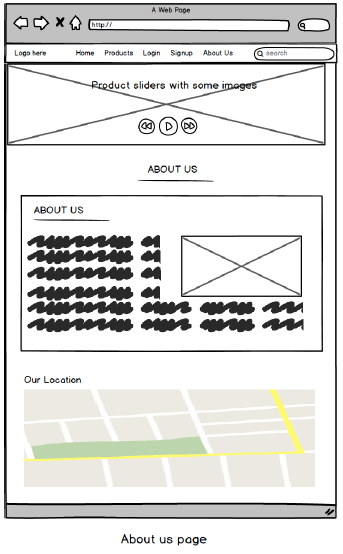 A Web Page
http://
Logo here Home Products Login Signup About Us search
Product sliders with some images
ABOUT US
ABOUT US
Our Location
About us page